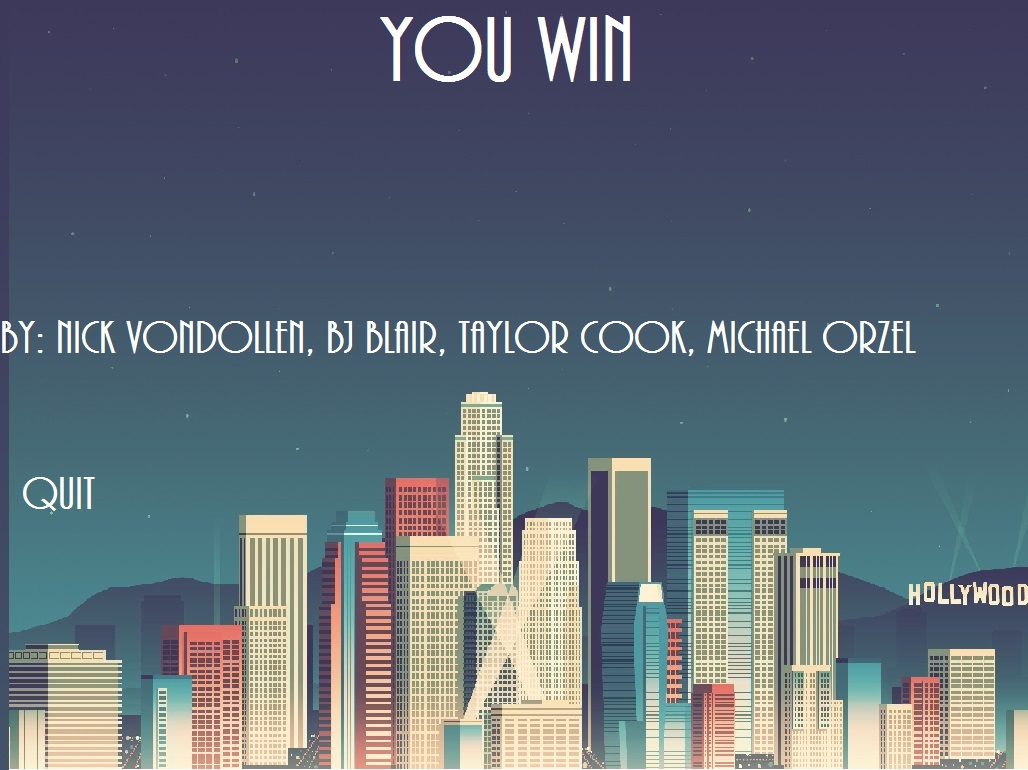 YOU WIN
BY: NICK VONDOLLEN, BJ BLAIR, TAYLOR COOK, MICHAEL ORZEL
QUIT
HOLLYWOOD